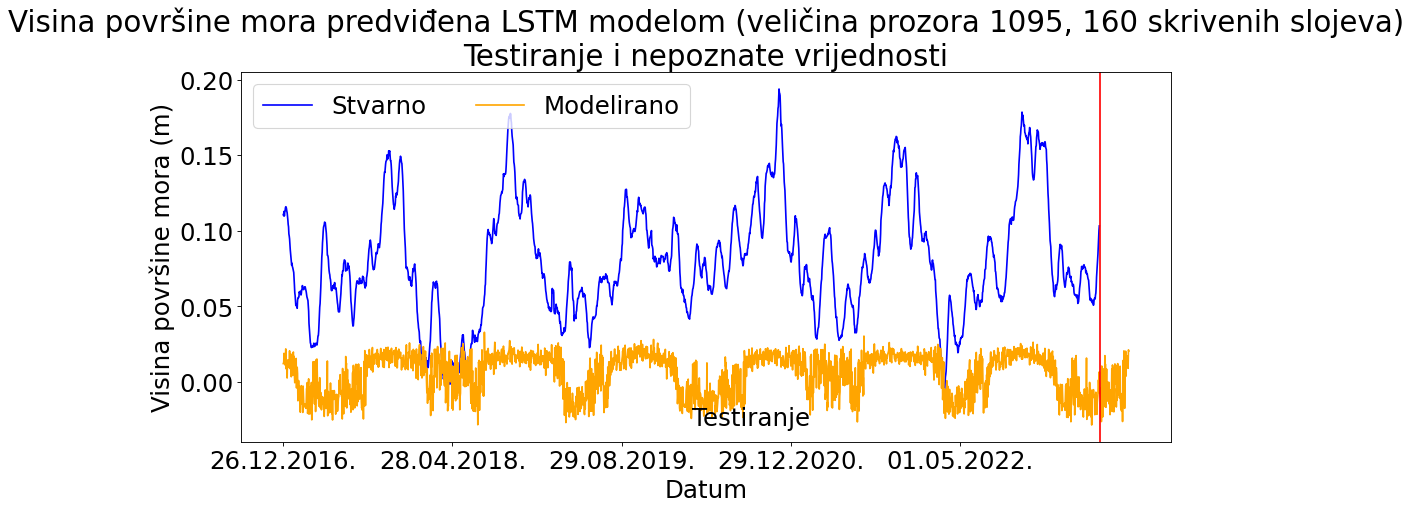 Visina površine mora predviđena LSTM modelom (veličina prozora 1095, 160 skrivenih slojeva)
Testiranje i nepoznate vrijednosti
Stvarno
Modelirano
Visina površine mora (m)
0.20
0.15
0.10
0.05
0.00
Testiranje
26.12.2016.
28.04.2018.
29.08.2019.
29.12.2020.
01.05.2022.
Datum